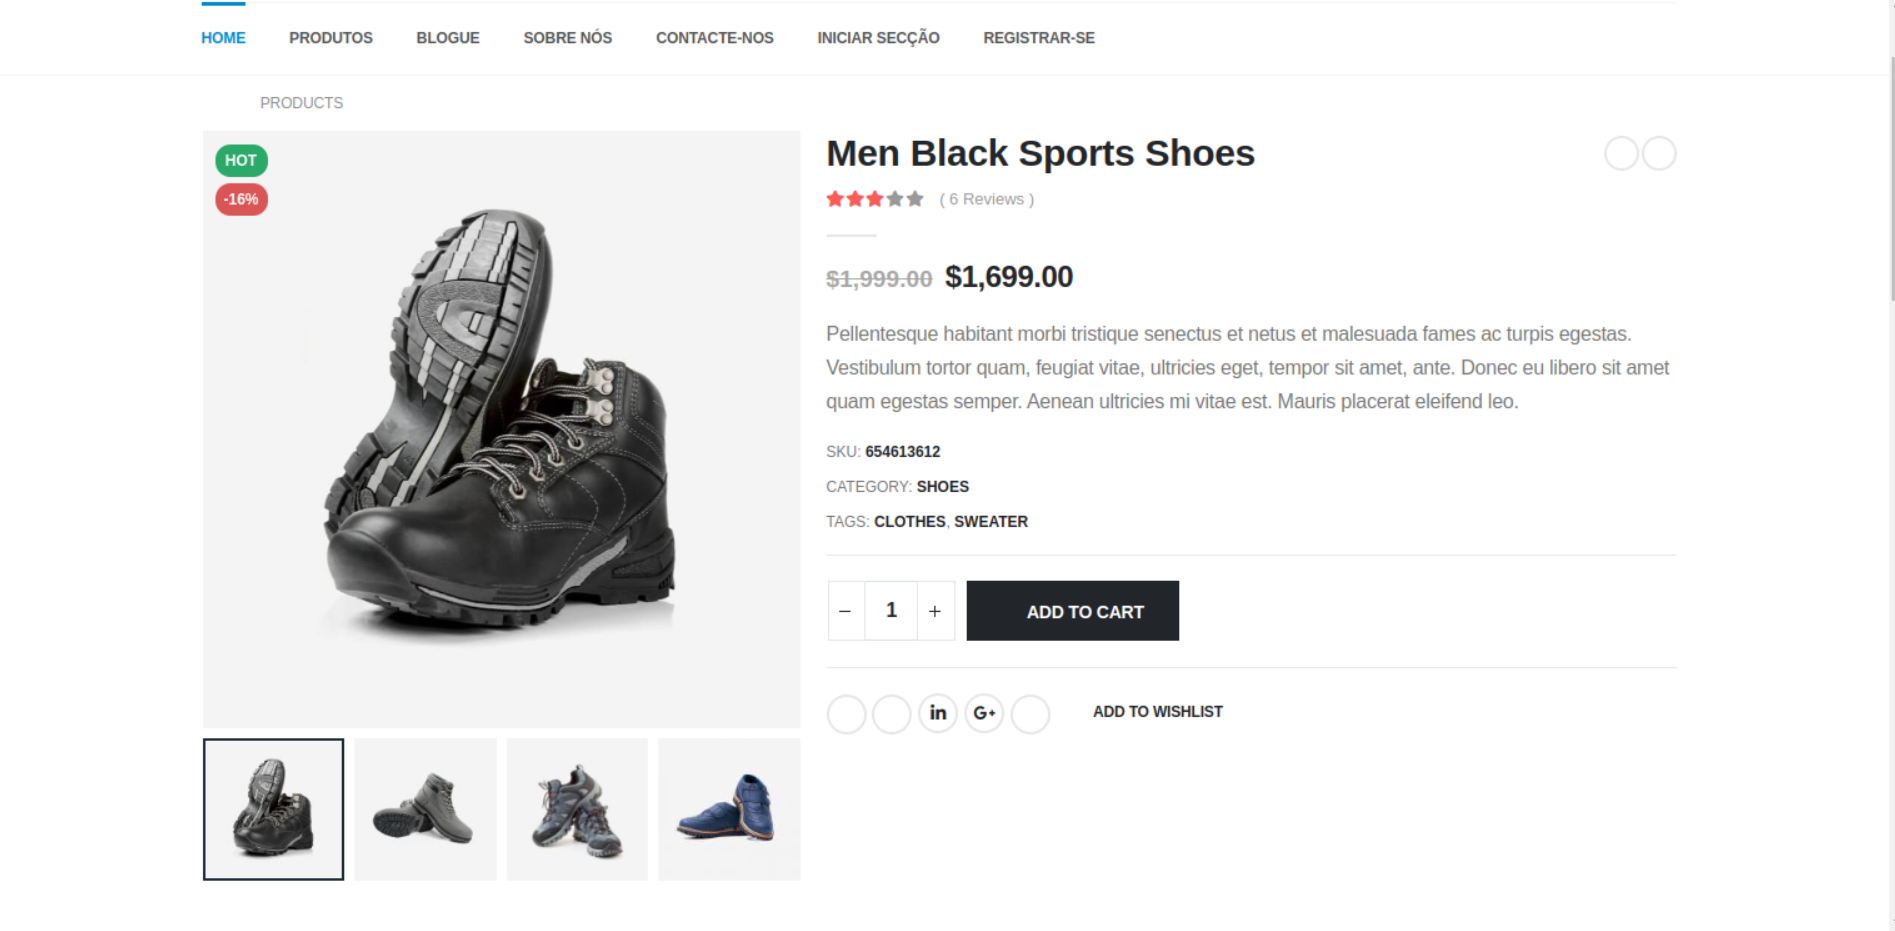 HOME PRODUTOS BLOGUE SOBRE NÓS CONTACTE-NOS INICIAR SECÇÃO REGISTRAR-SE
PRODUCTS
HOT
-16%
Men Black Sports Shoes
( 6 Reviews )
$1,999.00 $1,699.00
Pellentesque habitant morbi tristique senectus et netus et malesuada fames ac turpis egestas.
Vestibulum tortor quam, feugiat vitae, ultricies eget, tempor sit amet, ante. Donec eu libero sit amet
quam egestas semper. Aenean ultricies mi vitae est. Mauris placerat eleifend leo.
SKU: 654613612
CATEGORY: SHOES
TAGS: CLOTHES, SWEATER
− 1 + ADD TO CART
in G+ ADD TO WISHLIST